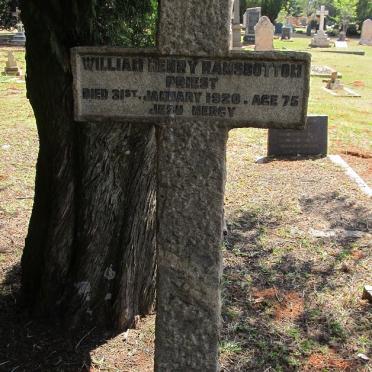 WILLIAM HENRY RAMSBOTTOM
PRIEST
DIED 31ST. JANUARY 1920. AGE 75
JESU MERCY